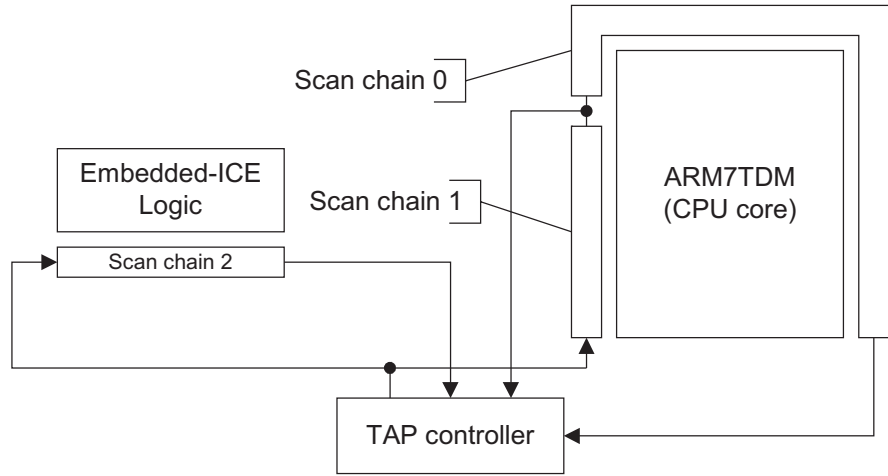 Scan chain 0
Embedded-ICE
Logic
Scan chain 1
ARM7TDM
(CPU core)
Scan chain 2
TAP controller